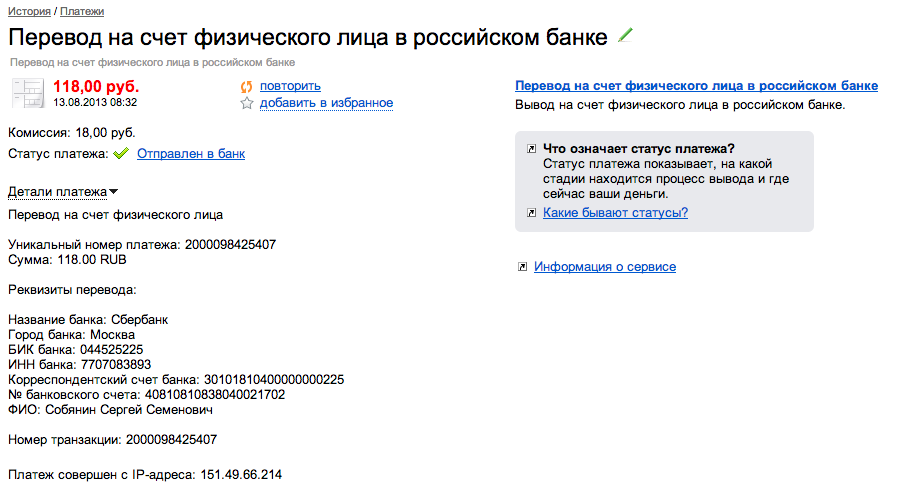 История / Платежи
Перевод на счет физического лица в российском банке
Перевод на счет физического лица в российском банке
118,00 руб.
13.08.2013 08:32
повторить
добавить в избранное
Комиссия: 18,00 руб.
Статус платежа: Отправлен в банк
Детали платежа
Перевод на счет физического лица
Уникальный номер платежа: 2000098425407
Сумма: 118.00 RUB
Реквизиты перевода:
Название банка: Сбербанк
Город банка: Москва
БИК банка: 044525225
ИНН банка: 7707083893
Корреспондентский счет банка: 30101810400000000225
№ банковского счета: 40810810838040021702
ФИО: Собянин Сергей Семенович
Номер транзакции: 2000098425407
Платеж совершен с IP-адреса: 151.49.66.214
Перевод на счет физического лица в российском банке
Вывод на счет физического лица в российском банке.
Что означает статус платежа?
Статус платежа показывает, на какой
стадии находится процесс вывода и где
сейчас ваши деньги.
Какие бывают статусы?
Информация о сервисе